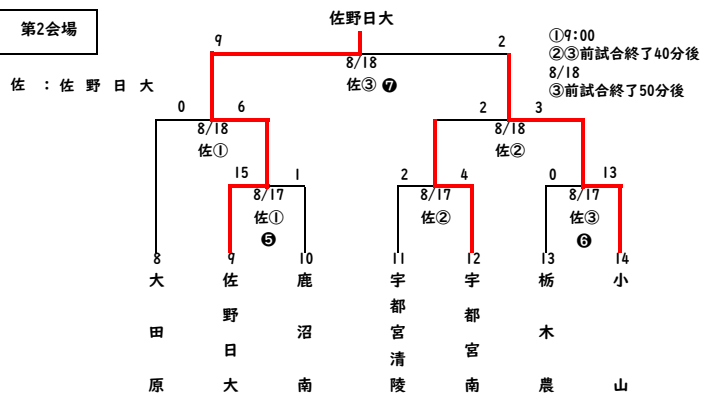 第2会場
佐野日大
①9:00
②③前試合終了40分後
8/18
③前試合終了50分後
佐 : 佐 野 日 大
9
2
8/18
佐③ ❼
0
6
2
3
8/18
佐①
8/18
佐②
15
1
2
4
0
13
8/17
佐①
❺
8/17
佐②
8/17
佐③
❻
8
9
10
11
12
13
14
大田原
佐野日大
鹿沼南
宇都宮清陵
宇都宮南
栃木農
小山